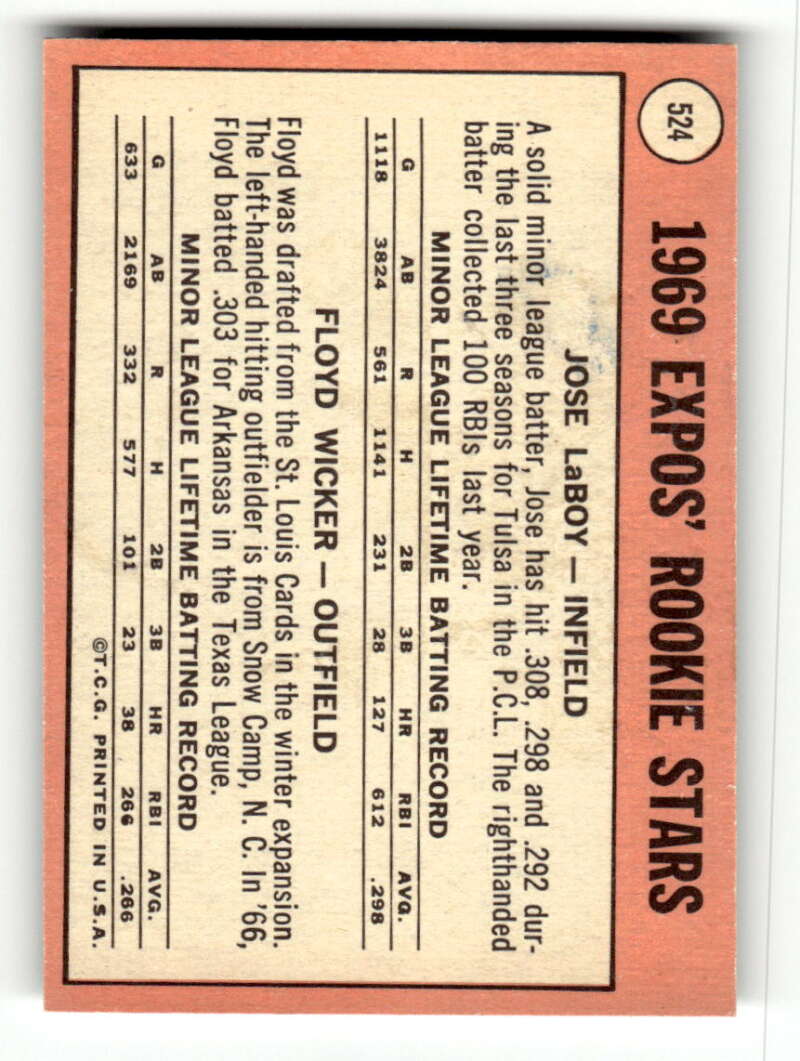 524
1969 EXPOS' ROOKIE STARS
JOSE LaBOY — INFIELD
A solid minor league batter, Jose has hit .308, .298 and .292 dur-
ing the last three seasons for Tulsa in the P.C.L. The righthanded
batter collected 100 RBIs last year.
MINOR LEAGUE LIFETIME BATTING RECORD
G AB R H 2B 3B HR RBI AVG.
1118 3824 561 1141 231 28 127 612 .298
FLOYD WICKER — OUTFIELD
Floyd was drafted from the St. Louis Cards in the winter expansion.
The left-handed hitting outfielder is from Snow Camp, N. C. In '66,
Floyd batted .303 for Arkansas in the Texas League.
MINOR LEAGUE LIFETIME BATTING RECORD
G AB R H 2B 3B HR RBI AVG.
633 2169 332 577 101 23 38 266 .266
©T.C.G. PRINTED IN U.S.A.